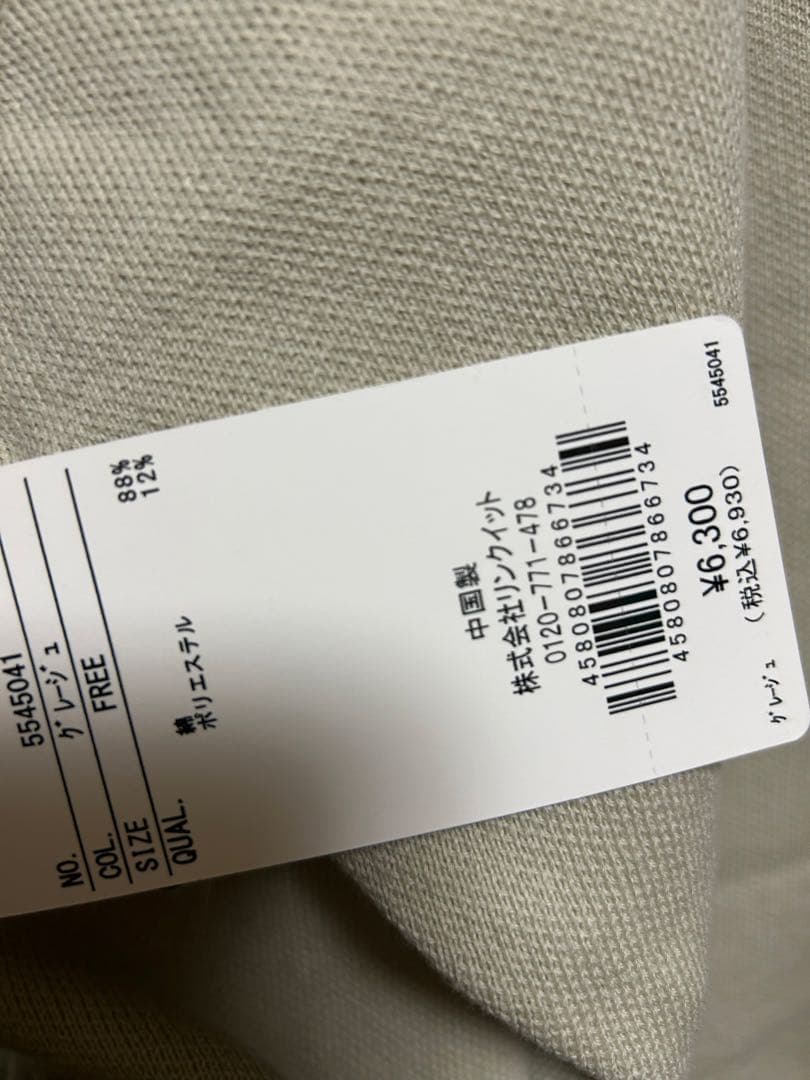 NO. 5545041
COL. グレージュ
SIZE FREE
QUAL.
綿 88%
ポリエステル 12%
中国製
株式会社リンクイット
0120-771-478
4580807866734
4580807866734
¥6,300
(税込¥6,930)
グレージュ 5545041